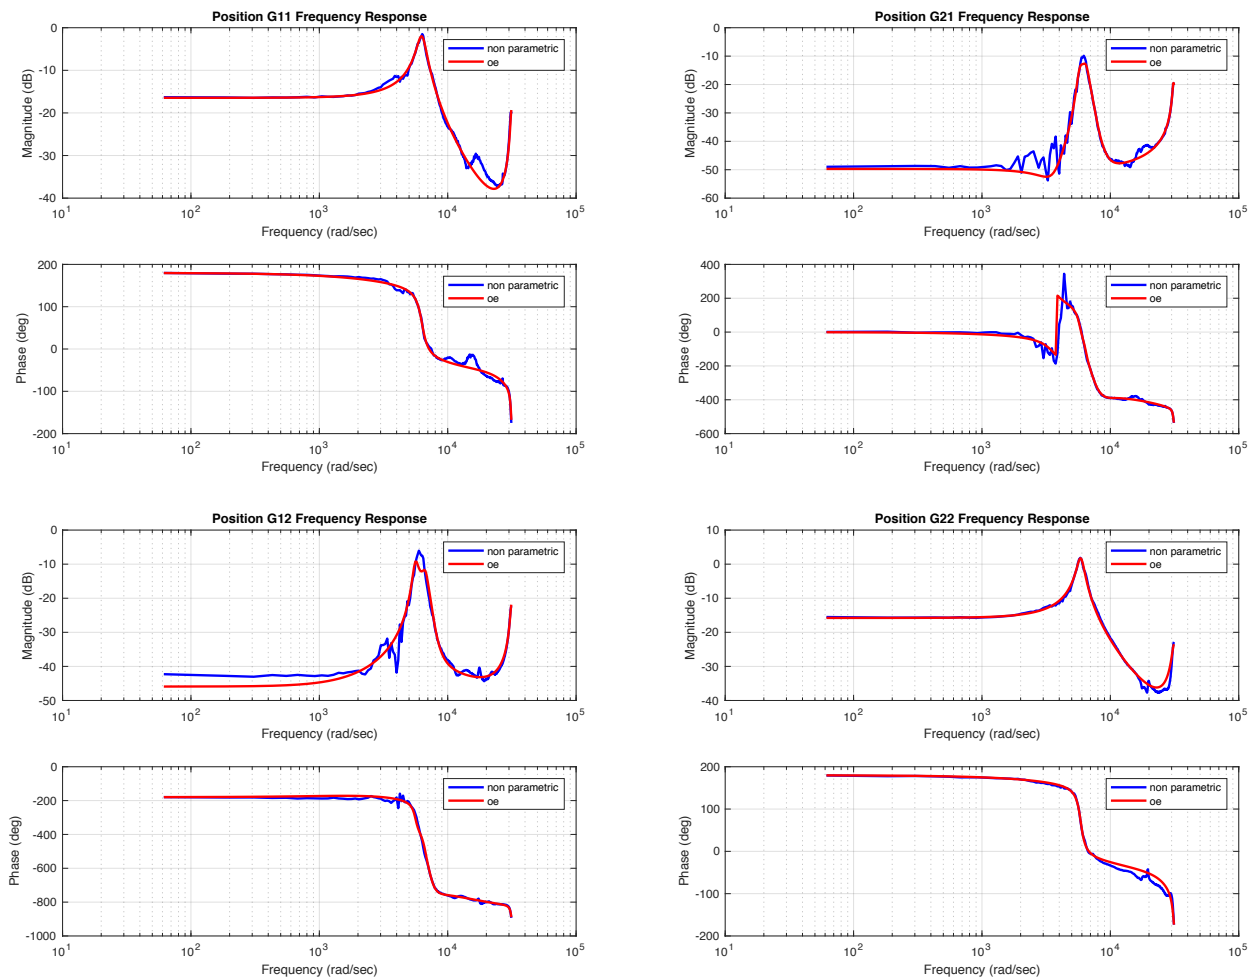 Position G11 Frequency Response
Magnitude (dB)
0
-10
-20
-30
-40
10^1
10^2
10^3
10^4
10^5
Frequency (rad/sec)
non parametric
oe
Phase (deg)
200
100
0
-100
-200
10^1
10^2
10^3
10^4
10^5
Frequency (rad/sec)
non parametric
oe
Position G21 Frequency Response
Magnitude (dB)
0
-10
-20
-30
-40
-50
-60
10^1
10^2
10^3
10^4
10^5
Frequency (rad/sec)
non parametric
oe
Phase (deg)
400
200
0
-200
-400
-600
10^1
10^2
10^3
10^4
10^5
Frequency (rad/sec)
non parametric
oe
Position G12 Frequency Response
Magnitude (dB)
0
-10
-20
-30
-40
-50
10^1
10^2
10^3
10^4
10^5
Frequency (rad/sec)
non parametric
oe
Phase (deg)
0
-200
-400
-600
-800
-1000
10^1
10^2
10^3
10^4
10^5
Frequency (rad/sec)
non parametric
oe
Position G22 Frequency Response
Magnitude (dB)
10
0
-10
-20
-30
-40
10^1
10^2
10^3
10^4
10^5
Frequency (rad/sec)
non parametric
oe
Phase (deg)
200
100
0
-100
-200
10^1
10^2
10^3
10^4
10^5
Frequency (rad/sec)
non parametric
oe